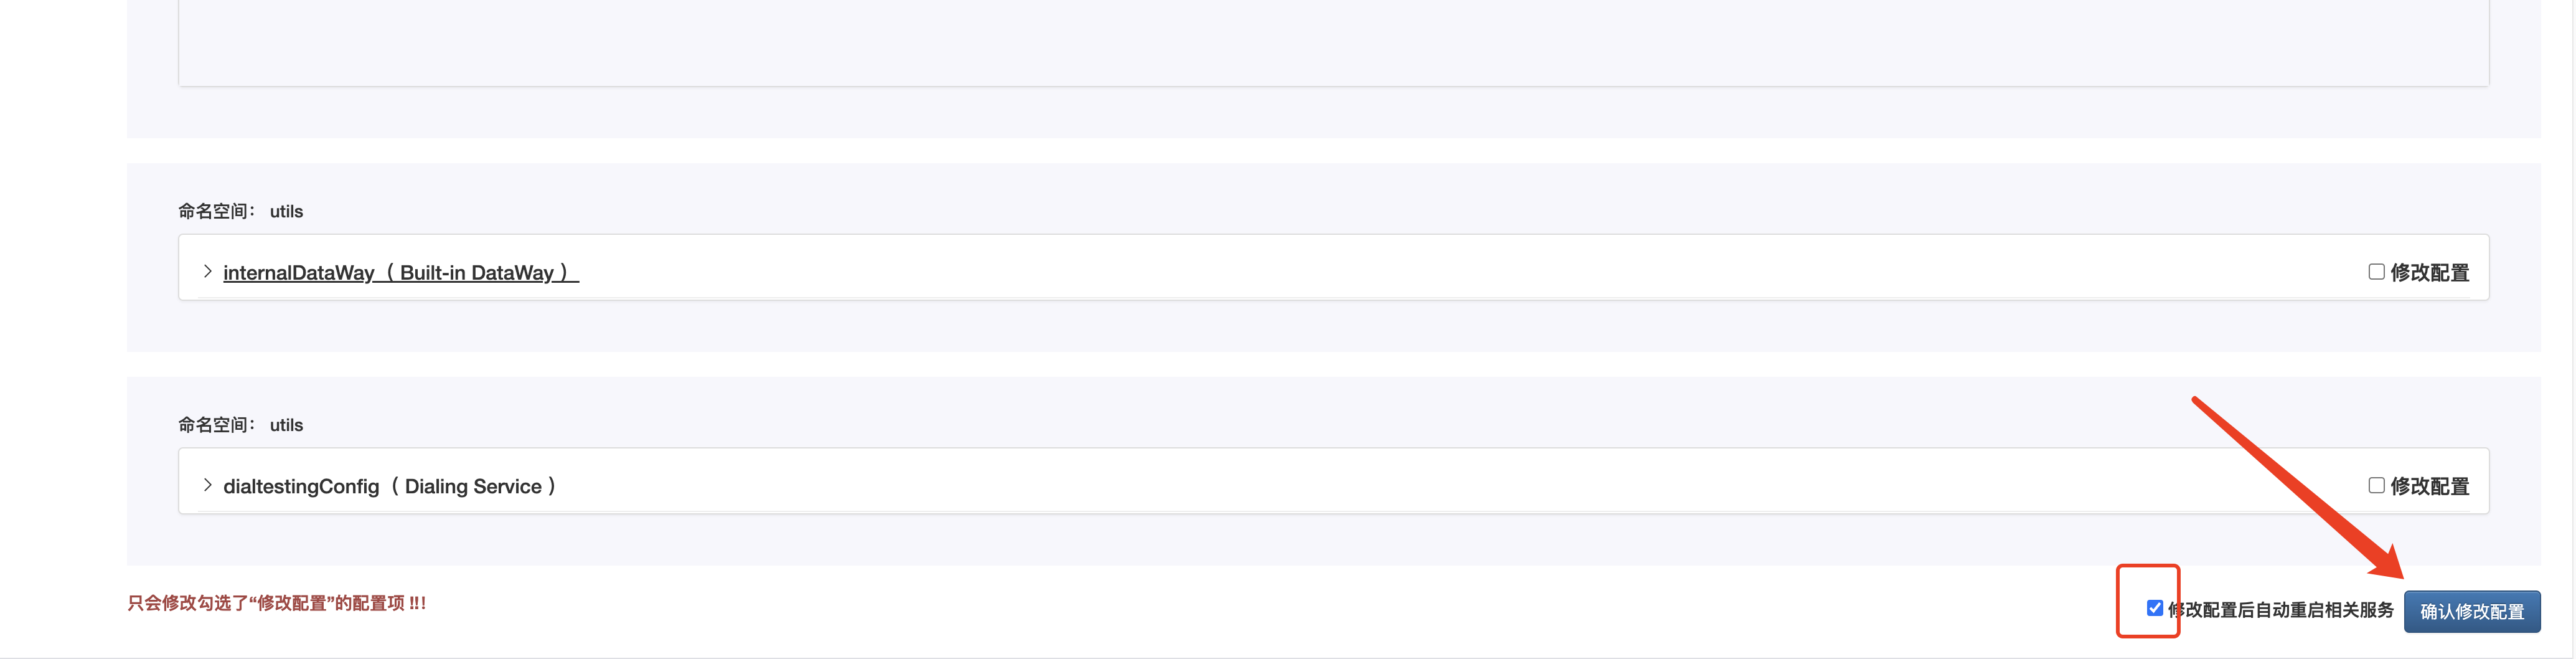 命名空间： utils
internalDataWay（ Built-in DataWay ）
修改配置
命名空间： utils
dialtestingConfig（ Dialing Service ）
修改配置
只会修改勾选了“修改配置”的配置项 !!!
修改配置后自动重启相关服务
确认修改配置